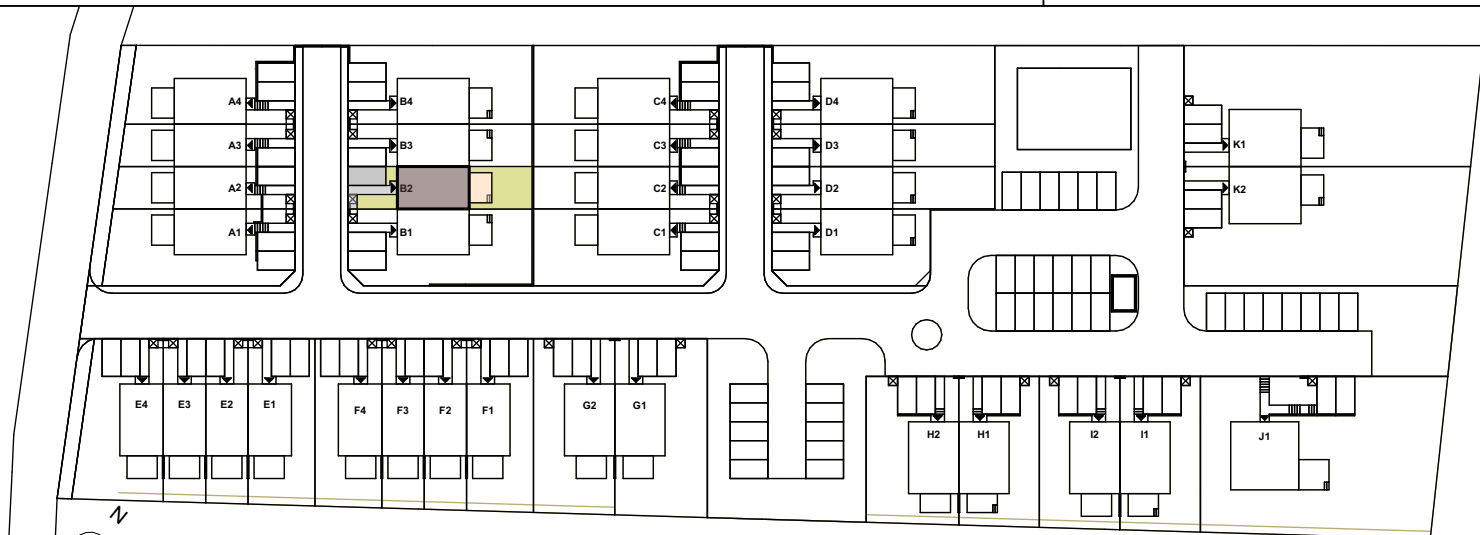 A4 B4 C4 D4
A3 B3 C3 D3 K1
A2 B2 C2 D2 K2
A1 B1 C1 D1
E4 E3 E2 E1 F4 F3 F2 F1 G2 G1
H2 H1 I2 I1 J1
N